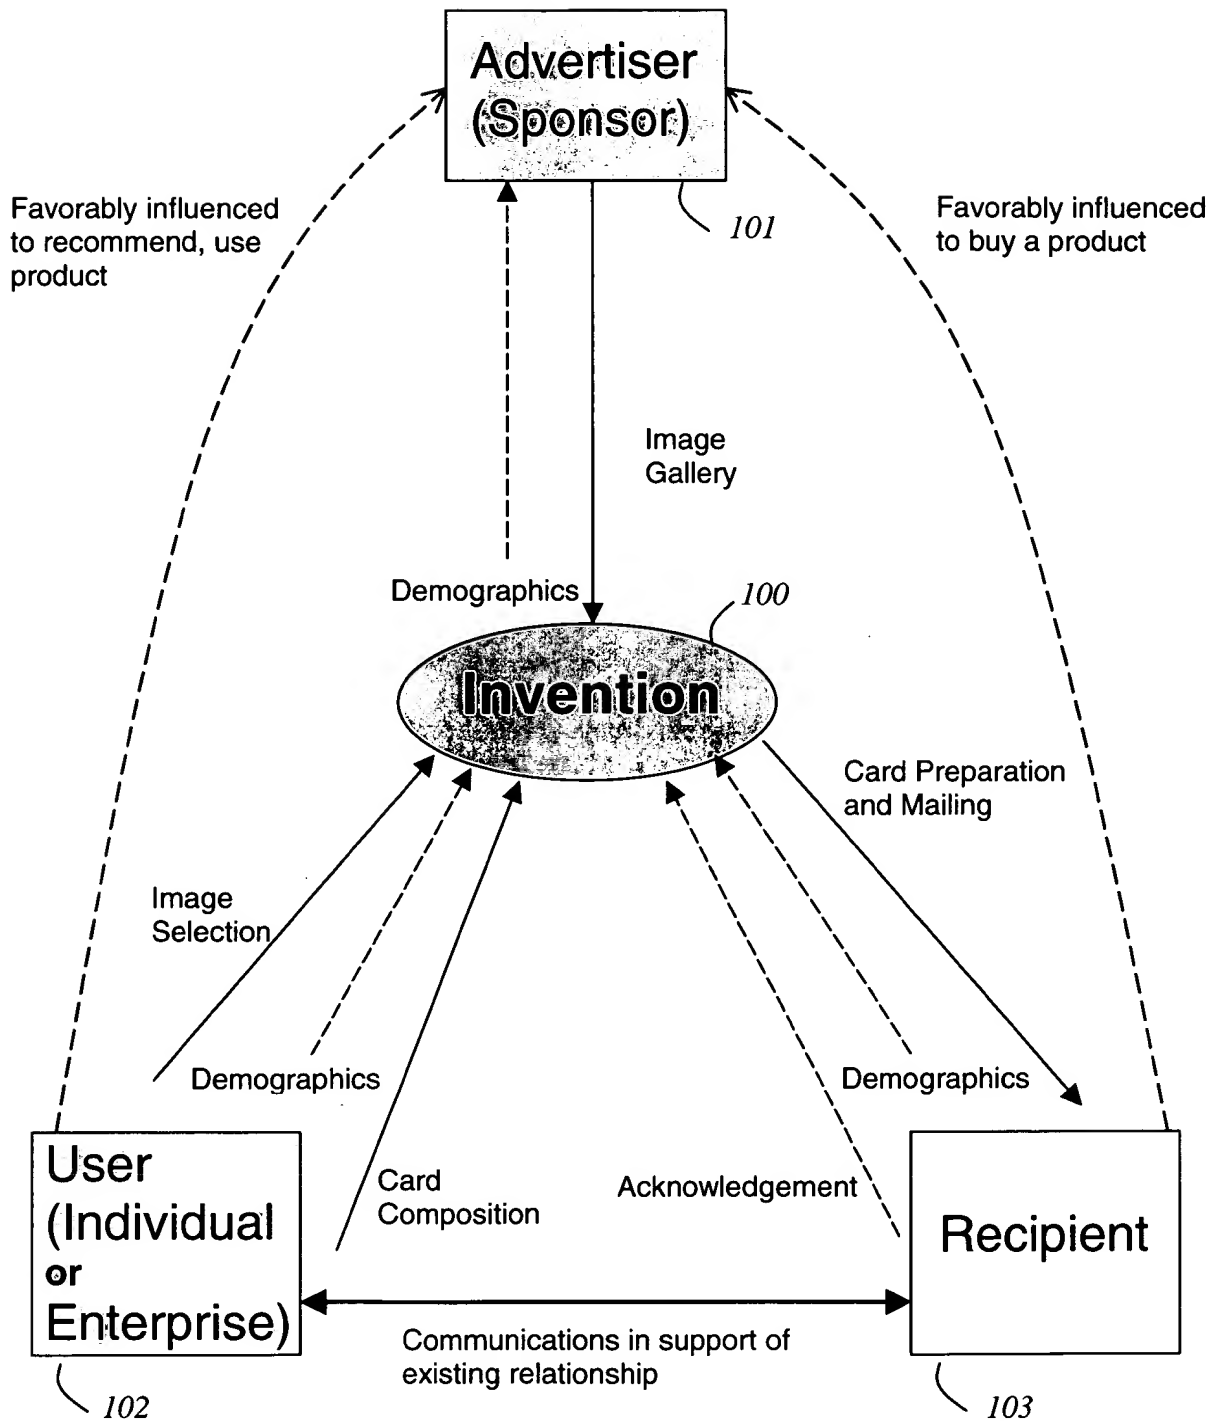 Advertiser
(Sponsor)
101
Favorably influenced
to recommend, use
product
Favorably influenced
to buy a product
Image
Gallery
Demographics
100
Invention
Card Preparation
and Mailing
Image
Selection
Demographics
Demographics
User
(Individual
or
Enterprise)
Card
Composition
Acknowledgement
Recipient
Communications in support of
existing relationship
102
103